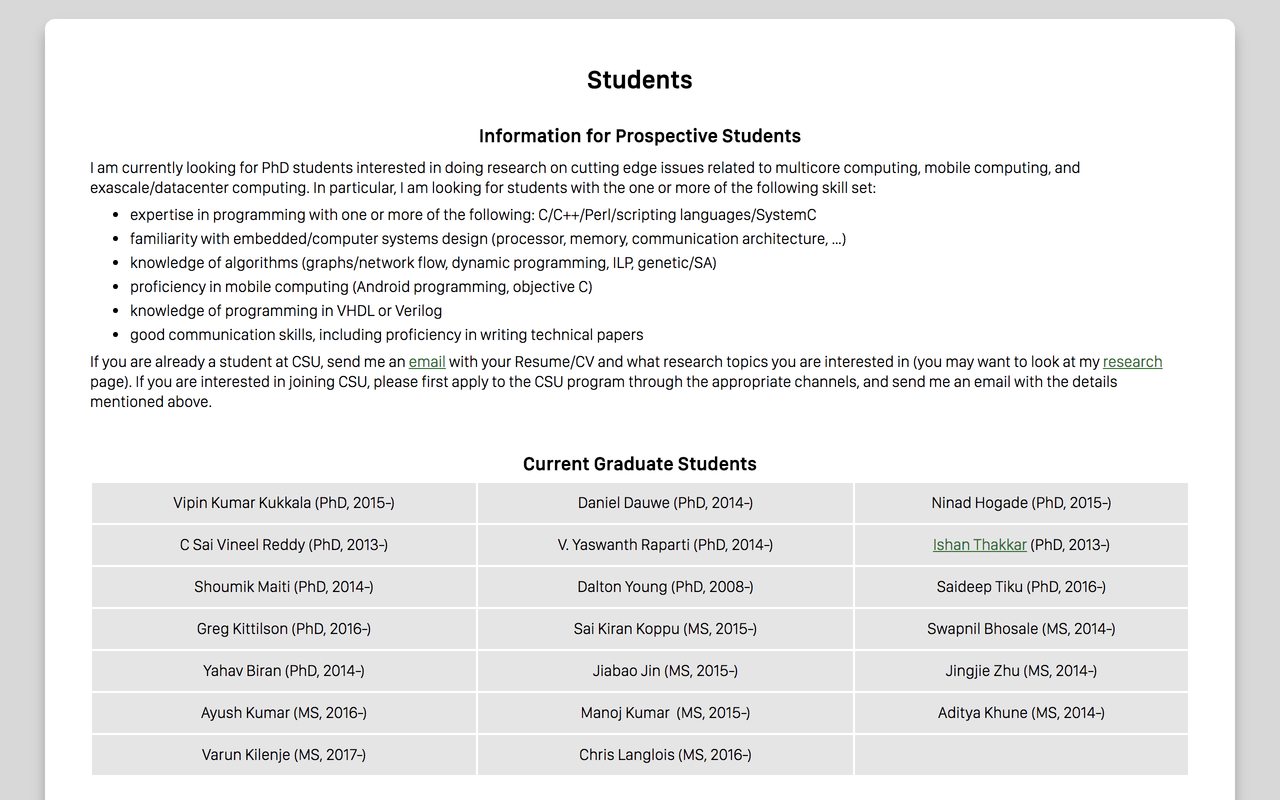 Students
Information for Prospective Students
I am currently looking for PhD students interested in doing research on cutting edge issues related to multicore computing, mobile computing, and
exascale/datacenter computing. In particular, I am looking for students with the one or more of the following skill set:
• expertise in programming with one or more of the following: C/C++/Perl/scripting languages/SystemC
• familiarity with embedded/computer systems design (processor, memory, communication architecture, ...)
• knowledge of algorithms (graphs/network flow, dynamic programming, ILP, genetic/SA)
• proficiency in mobile computing (Android programming, objective C)
• knowledge of programming in VHDL or Verilog
• good communication skills, including proficiency in writing technical papers
If you are already a student at CSU, send me an email with your Resume/CV and what research topics you are interested in (you may want to look at my research
page). If you are interested in joining CSU, please first apply to the CSU program through the appropriate channels, and send me an email with the details
mentioned above.
Current Graduate Students
Vipin Kumar Kukkala (PhD, 2015-) Daniel Dauwe (PhD, 2014-) Ninad Hogade (PhD, 2015-)
C Sai Vineel Reddy (PhD, 2013-) V. Yaswanth Raparti (PhD, 2014-) Ishan Thakkar (PhD, 2013-)
Shoumik Maiti (PhD, 2014-) Dalton Young (PhD, 2008-) Saideep Tiku (PhD, 2016-)
Greg Kittilson (PhD, 2016-) Sai Kiran Koppu (MS, 2015-) Swapnil Bhosale (MS, 2014-)
Yahav Biran (PhD, 2014-) Jiabao Jin (MS, 2015-) Jingjie Zhu (MS, 2014-)
Ayush Kumar (MS, 2016-) Manoj Kumar (MS, 2015-) Aditya Khune (MS, 2014-)
Varun Kilenje (MS, 2017-) Chris Langlois (MS, 2016-)